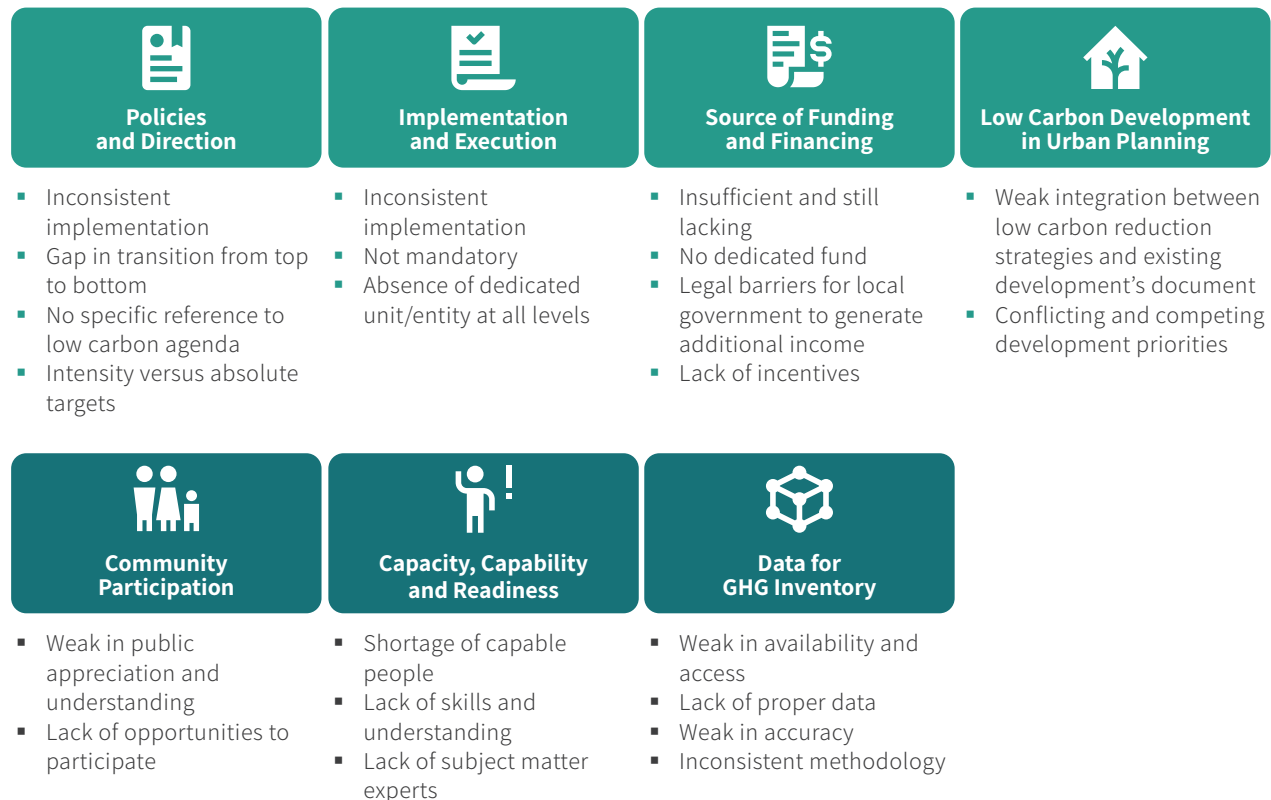 Policies
and Direction
Inconsistent
implementation
Gap in transition from top
to bottom
No specific reference to
low carbon agenda
Intensity versus absolute
targets
Implementation
and Execution
Inconsistent
implementation
Not mandatory
Absence of dedicated
unit/entity at all levels
Source of Funding
and Financing
Insufficient and still
lacking
No dedicated fund
Legal barriers for local
government to generate
additional income
Lack of incentives
Low Carbon Development
in Urban Planning
Weak integration between
low carbon reduction
strategies and existing
development’s document
Conflicting and competing
development priorities
Community
Participation
Weak in public
appreciation and
understanding
Lack of opportunities to
participate
Capacity, Capability
and Readiness
Shortage of capable
people
Lack of skills and
understanding
Lack of subject matter
experts
Data for
GHG Inventory
Weak in availability and
access
Lack of proper data
Weak in accuracy
Inconsistent methodology